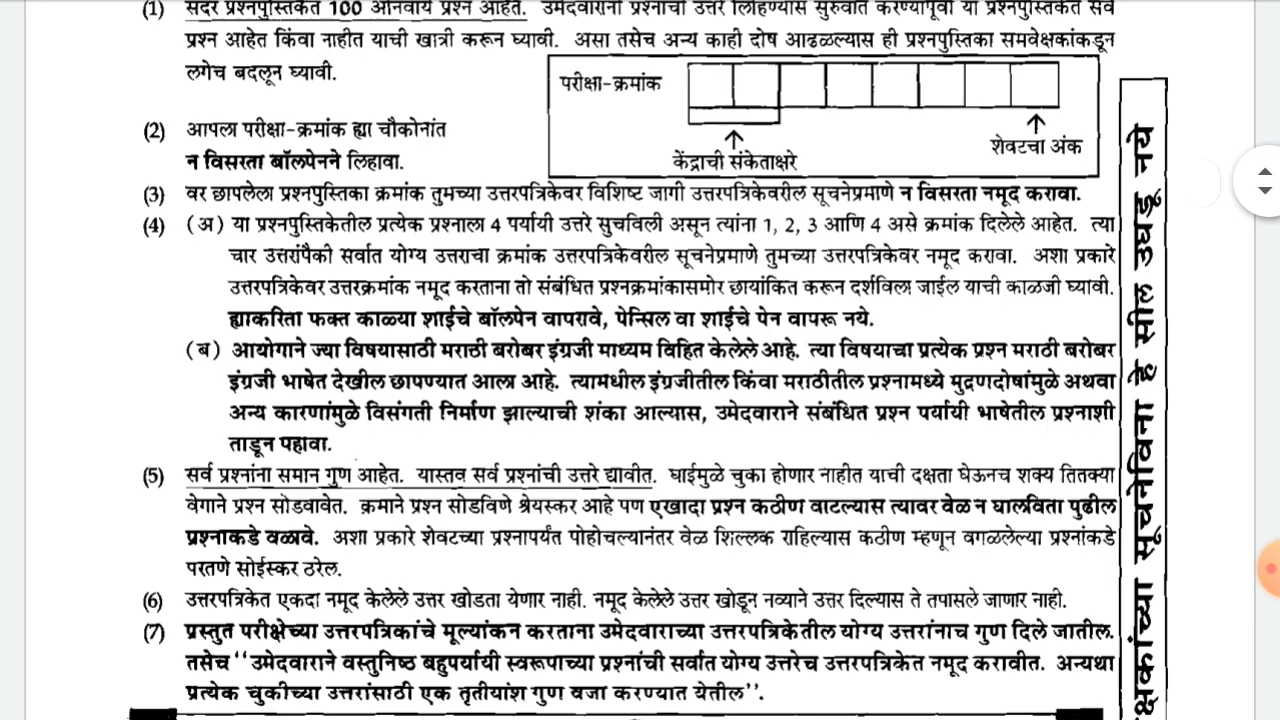 (1) सदर प्रश्नपुस्तिकेत 100 अनिवार्य प्रश्न आहेत. उमेदवारांनी प्रश्नांची उत्तरे लिहिण्यास सुरुवात करण्यापूर्वी या प्रश्नपुस्तिकेत सर्व
प्रश्न आहेत किंवा नाहीत याची खात्री करून घ्यावी. असा तसेच अन्य काही दोष आढळल्यास ही प्रश्नपुस्तिका समवेक्षकांकडून
लगेच बदलून घ्यावी.
परीक्षा-क्रमांक
(2) आपला परीक्षा-क्रमांक ह्या चौकोनांत
न विसरता बॉलपेनने लिहावा.
↑
केंद्राची संकेताक्षरे
↑
शेवटचा अंक
(3) वर छापलेला प्रश्नपुस्तिका क्रमांक तुमच्या उत्तरपत्रिकेवर विशिष्ट जागी उत्तरपत्रिकेवरील सूचनेप्रमाणे न विसरता नमूद करावा.
(4) (अ) या प्रश्नपुस्तिकेतील प्रत्येक प्रश्नाला 4 पर्यायी उत्तरे सुचविली असून त्यांना 1, 2, 3 आणि 4 असे क्रमांक दिलेले आहेत. त्या
चार उत्तरांपैकी सर्वात योग्य उत्तराचा क्रमांक उत्तरपत्रिकेवरील सूचनेप्रमाणे तुमच्या उत्तरपत्रिकेवर नमूद करावा. अशा प्रकारे
उत्तरपत्रिकेवर उत्तरक्रमांक नमूद करताना तो संबंधित प्रश्नक्रमांकासमोर छायांकित करून दर्शविला जाईल याची काळजी घ्यावी.
ह्याकरिता फक्त काळ्या शाईचे बॉलपेन वापरावे, पेन्सिल वा शाईचे पेन वापरू नये.
(ब) आयोगाने ज्या विषयासाठी मराठी बरोबर इंग्रजी माध्यम विहित केलेले आहे. त्या विषयाचा प्रत्येक प्रश्न मराठी बरोबर
इंग्रजी भाषेत देखील छापण्यात आला आहे. त्यामधील इंग्रजीतील किंवा मराठीतील प्रश्नामध्ये मुद्रणदोषांमुळे अथवा
अन्य कारणांमुळे विसंगती निर्माण झाल्याची शंका आल्यास, उमेदवाराने संबंधित प्रश्न पर्यायी भाषेतील प्रश्नाशी
ताडून पहावा.
(5) सर्व प्रश्नांना समान गुण आहेत. यास्तव सर्व प्रश्नांची उत्तरे द्यावीत. घाईमुळे चुका होणार नाहीत याची दक्षता घेऊनच शक्य तितक्या
वेगाने प्रश्न सोडवावेत. क्रमाने प्रश्न सोडविणे श्रेयस्कर आहे पण एखादा प्रश्न कठीण वाटल्यास त्यावर वेळ न घालविता पुढील
प्रश्नाकडे वळावे. अशा प्रकारे शेवटच्या प्रश्नापर्यंत पोहोचल्यानंतर वेळ शिल्लक राहिल्यास कठीण म्हणून वगळलेल्या प्रश्नांकडे
परतणे सोईस्कर ठरेल.
(6) उत्तरपत्रिकेत एकदा नमूद केलेले उत्तर खोडता येणार नाही. नमूद केलेले उत्तर खोडून नव्याने उत्तर दिल्यास ते तपासले जाणार नाही.
(7) प्रस्तुत परीक्षेच्या उत्तरपत्रिकांचे मूल्यांकन करताना उमेदवाराच्या उत्तरपत्रिकेतील योग्य उत्तरांनाच गुण दिले जातील.
तसेच “उमेदवाराने वस्तुनिष्ठ बहुपर्यायी स्वरूपाच्या प्रश्नांची सर्वात योग्य उत्तरेच उत्तरपत्रिकेत नमूद करावीत. अन्यथा
प्रत्येक चुकीच्या उत्तरांसाठी एक तृतीयांश गुण वजा करण्यात येतील”.
सूचनेविना हे सील उघडू नये